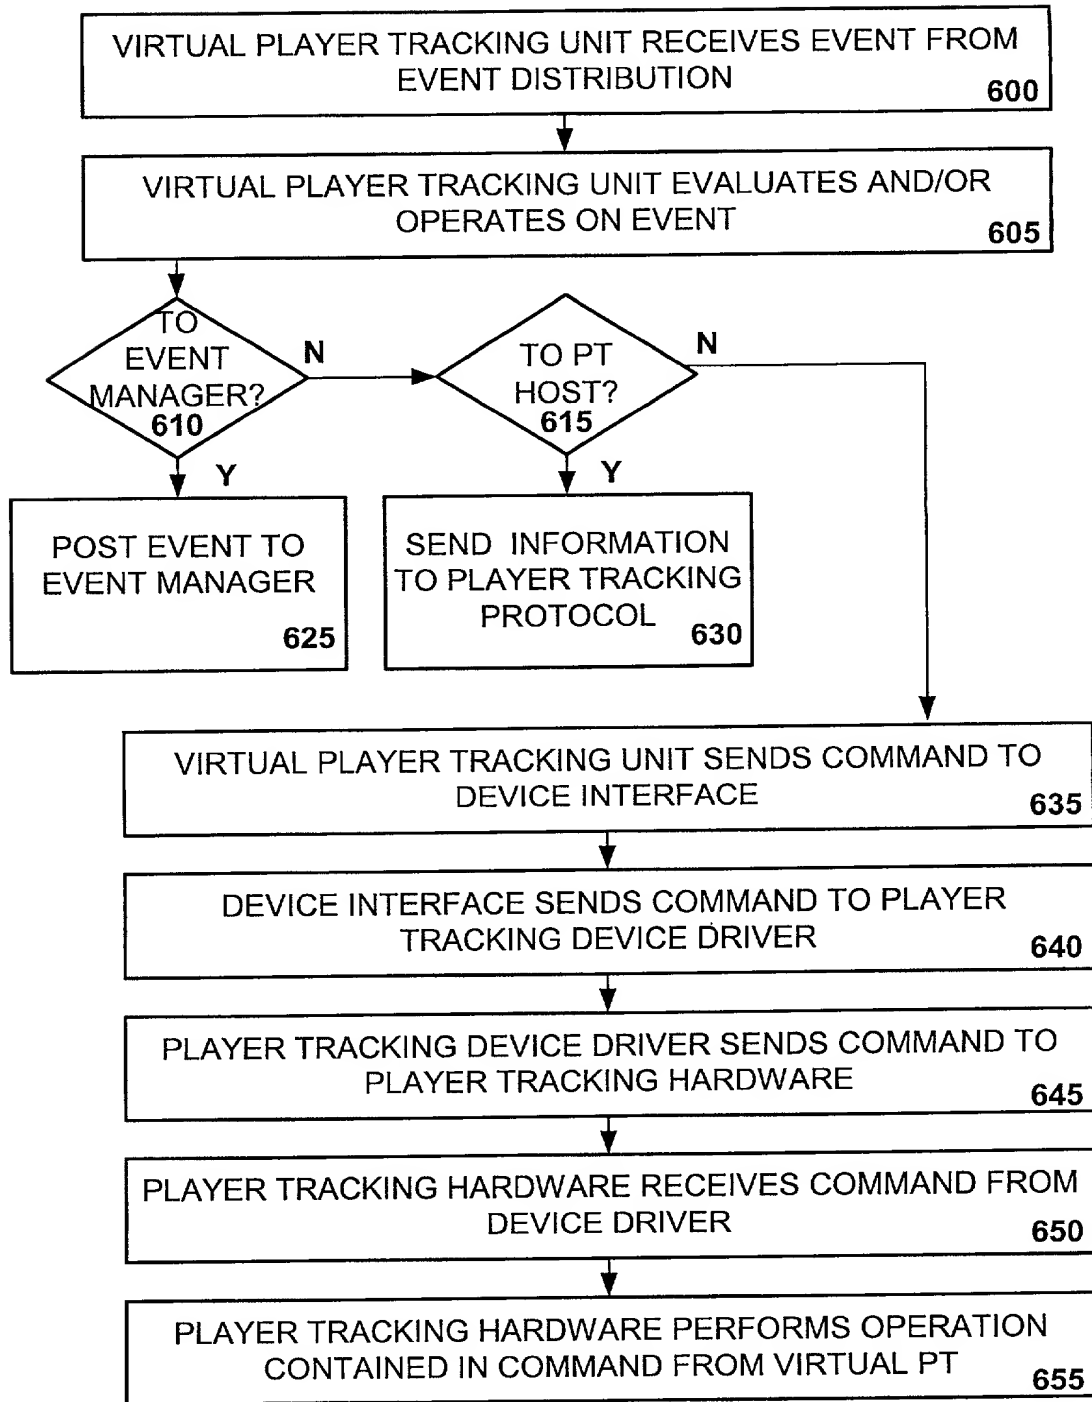 VIRTUAL PLAYER TRACKING UNIT RECEIVES EVENT FROM
EVENT DISTRIBUTION
600
VIRTUAL PLAYER TRACKING UNIT EVALUATES AND/OR
OPERATES ON EVENT
605
TO
EVENT
MANAGER?
610
N
TO PT
HOST?
615
N
Y
Y
POST EVENT TO
EVENT MANAGER
625
SEND INFORMATION
TO PLAYER TRACKING
PROTOCOL
630
VIRTUAL PLAYER TRACKING UNIT SENDS COMMAND TO
DEVICE INTERFACE
635
DEVICE INTERFACE SENDS COMMAND TO PLAYER
TRACKING DEVICE DRIVER
640
PLAYER TRACKING DEVICE DRIVER SENDS COMMAND TO
PLAYER TRACKING HARDWARE
645
PLAYER TRACKING HARDWARE RECEIVES COMMAND FROM
DEVICE DRIVER
650
PLAYER TRACKING HARDWARE PERFORMS OPERATION
CONTAINED IN COMMAND FROM VIRTUAL PT
655